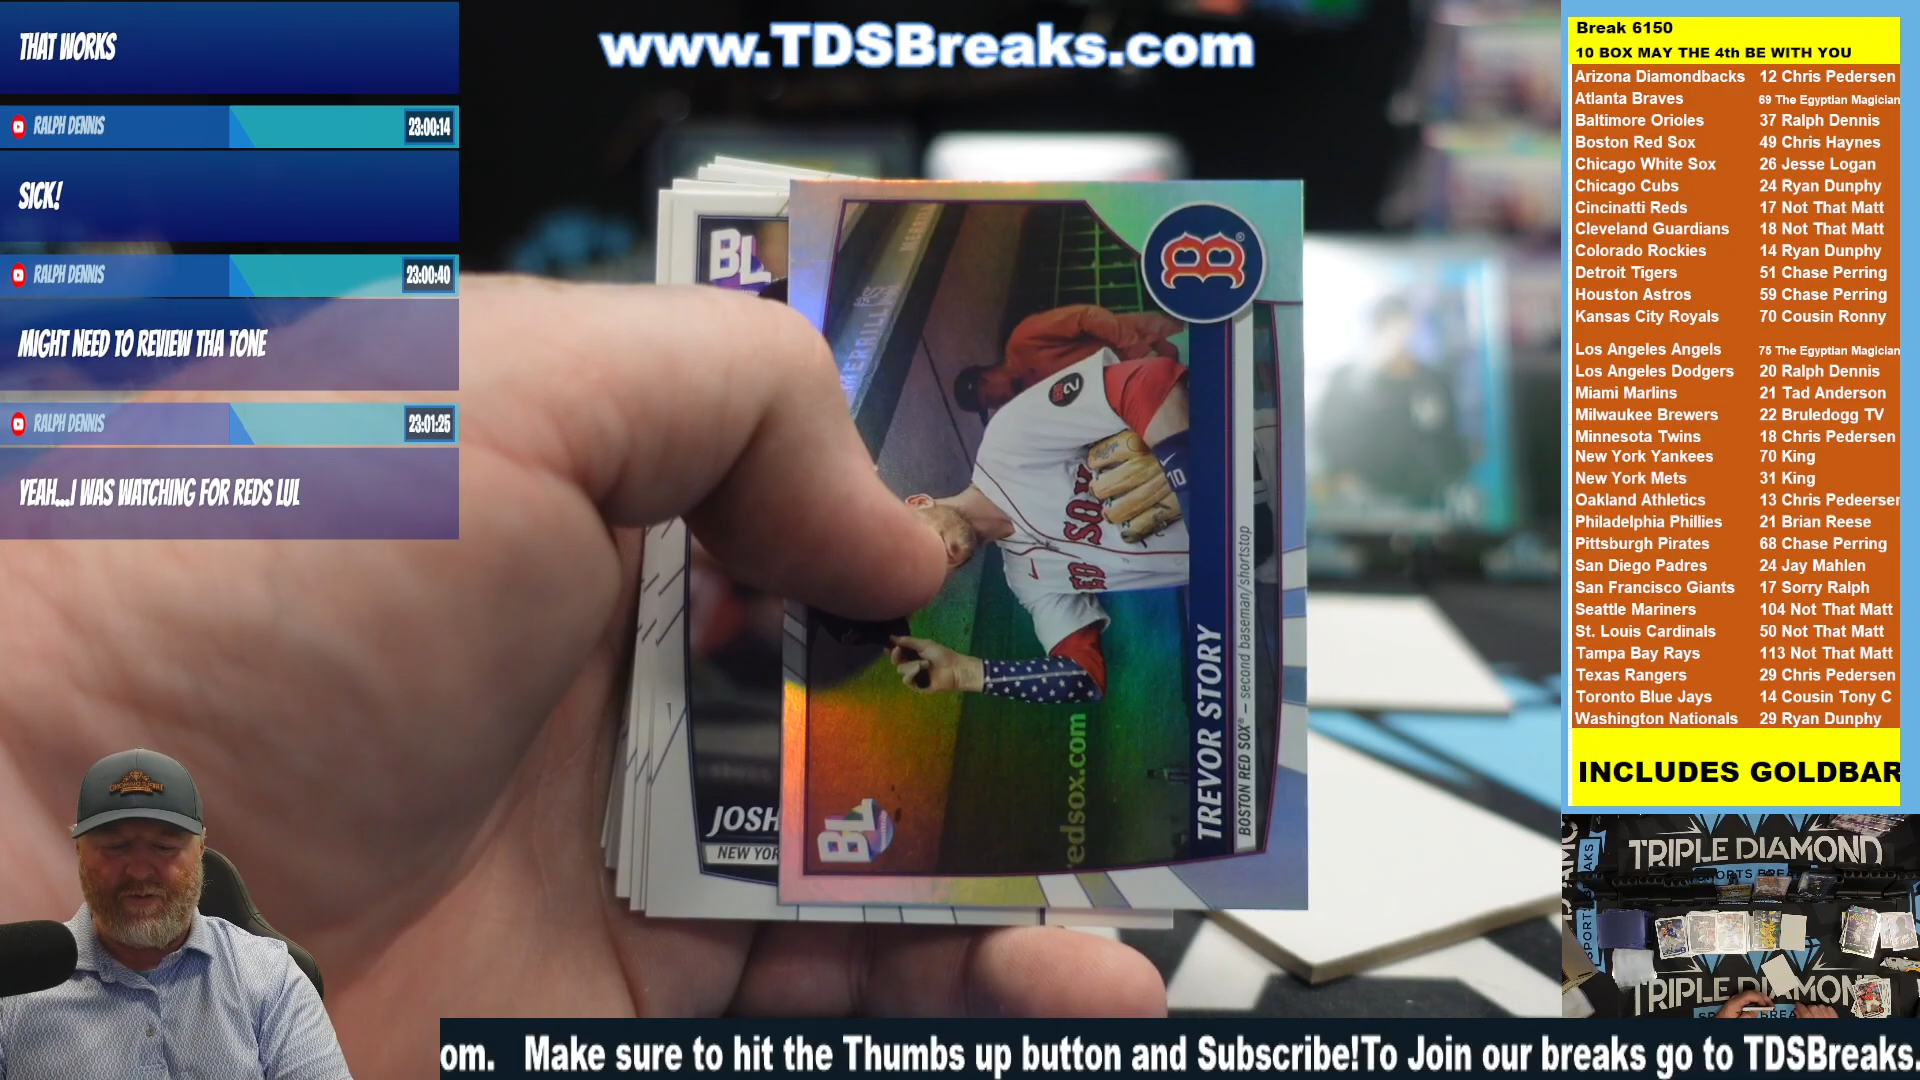 THAT WORKS
RALPH DENNIS 23:00:14
SICK!
RALPH DENNIS 23:00:40
MIGHT NEED TO REVIEW THA TONE
RALPH DENNIS 23:01:25
YEAH...I WAS WATCHING FOR REDS LUL
www.TDSBreaks.com
BL
JOSH
NEW YOR
B
MERRILL
10
redsox.com
TREVOR STORY
BOSTON RED SOX® – second baseman/shortstop
BL
Break 6150
10 BOX MAY THE 4th BE WITH YOU
Arizona Diamondbacks 12 Chris Pedersen
Atlanta Braves 69 The Egyptian Magician
Baltimore Orioles 37 Ralph Dennis
Boston Red Sox 49 Chris Haynes
Chicago White Sox 26 Jesse Logan
Chicago Cubs 24 Ryan Dunphy
Cincinatti Reds 17 Not That Matt
Cleveland Guardians 18 Not That Matt
Colorado Rockies 14 Ryan Dunphy
Detroit Tigers 51 Chase Perring
Houston Astros 59 Chase Perring
Kansas City Royals 70 Cousin Ronny
Los Angeles Angels 75 The Egyptian Magician
Los Angeles Dodgers 20 Ralph Dennis
Miami Marlins 21 Tad Anderson
Milwaukee Brewers 22 Bruledogg TV
Minnesota Twins 18 Chris Pedersen
New York Yankees 70 King
New York Mets 31 King
Oakland Athletics 13 Chris Pedeersen
Philadelphia Phillies 21 Brian Reese
Pittsburgh Pirates 68 Chase Perring
San Diego Padres 24 Jay Mahlen
San Francisco Giants 17 Sorry Ralph
Seattle Mariners 104 Not That Matt
St. Louis Cardinals 50 Not That Matt
Tampa Bay Rays 113 Not That Matt
Texas Rangers 29 Chris Pedersen
Toronto Blue Jays 14 Cousin Tony C
Washington Nationals 29 Ryan Dunphy
INCLUDES GOLDBAR
TRIPLE DIAMOND
SPORTS BREAKS
TRIPLE DIAMOND
om. Make sure to hit the Thumbs up button and Subscribe!To Join our breaks go to TDSBreaks.